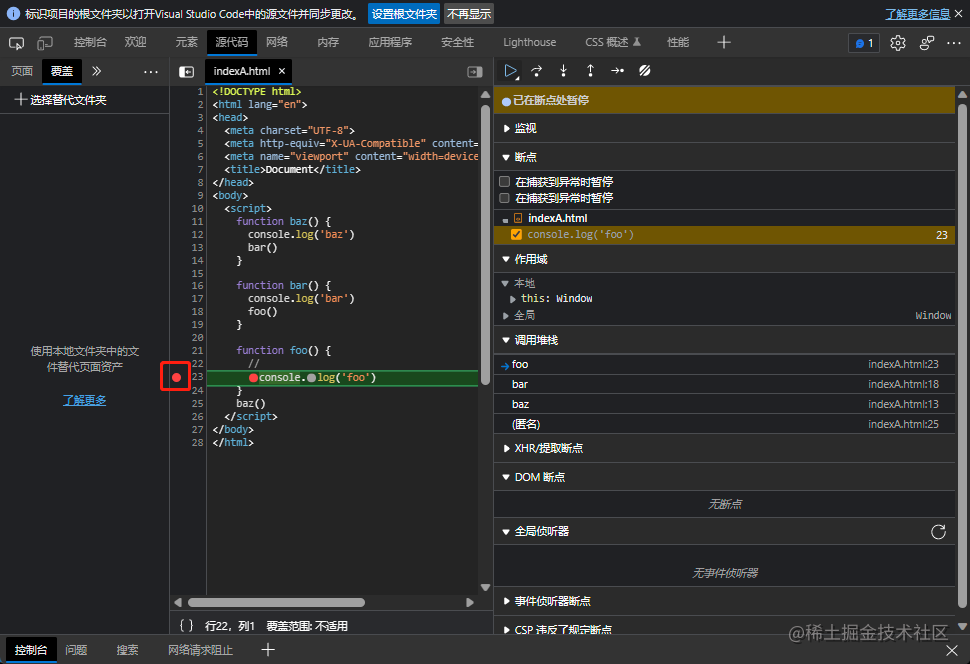 标识项目的根文件夹以打开Visual Studio Code中的源文件并同步更改。 设置根文件夹 不再显示 了解更多信息
控制台 欢迎 元素 源代码 网络 内存 应用程序 安全性 Lighthouse CSS 概述 性能 1
页面 覆盖 indexA.html
选择替代文件夹
使用本地文件夹中的文
件替代页面资产
了解更多
1 <!DOCTYPE html>
2 <html lang="en">
3 <head>
4 <meta charset="UTF-8">
5 <meta http-equiv="X-UA-Compatible" content=
6 <meta name="viewport" content="width=device
7 <title>Document</title>
8 </head>
9 <body>
10 <script>
11 function baz() {
12 console.log('baz')
13 bar()
14 }
15
16 function bar() {
17 console.log('bar')
18 foo()
19 }
20
21 function foo() {
22 //
23 console.log('foo')
24 }
25 baz()
26 </script>
27 </body>
28 </html>
{ } 行22，列1 覆盖范围: 不适用
已在断点处暂停
监视
断点
在捕获到异常时暂停
在捕获到异常时暂停
indexA.html
console.log('foo') 23
作用域
本地
this: Window
全局 Window
调用堆栈
foo indexA.html:23
bar indexA.html:18
baz indexA.html:13
(匿名) indexA.html:25
XHR/提取断点
DOM 断点
无断点
全局侦听器
无事件侦听器
事件侦听器断点
CSP 违反了规定断点
@稀土掘金技术社区
控制台 问题 搜索 网络请求阻止